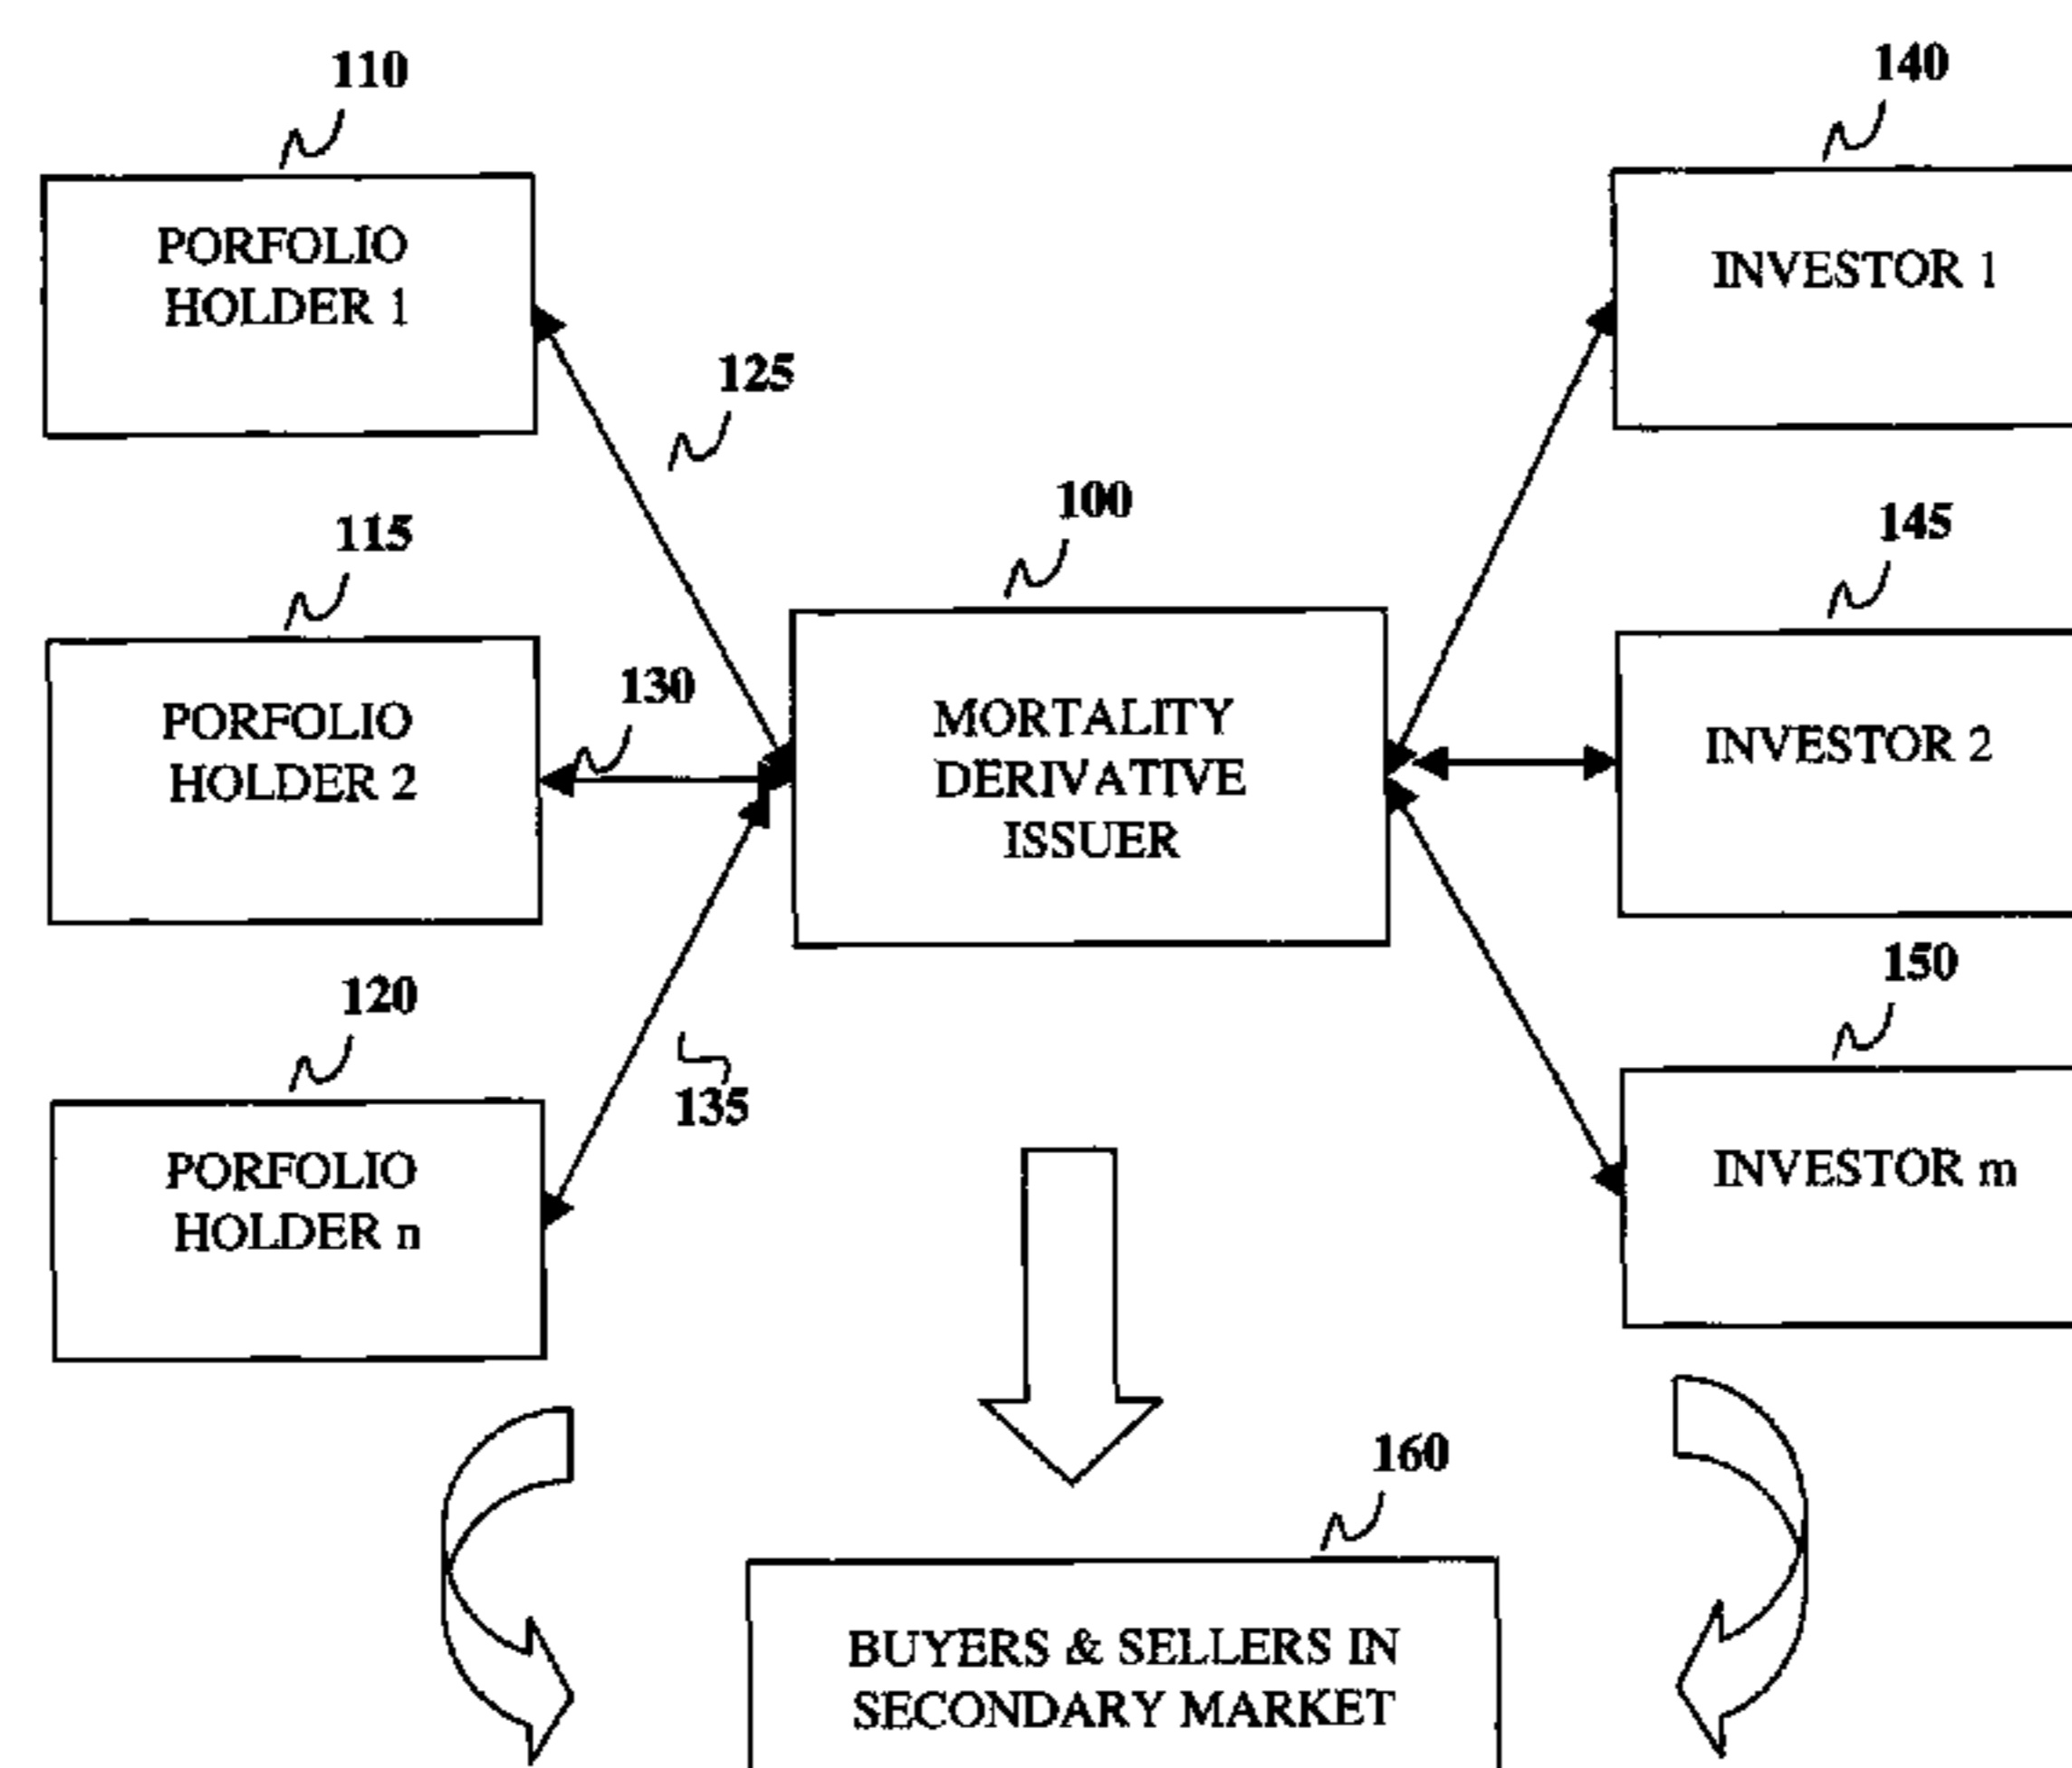 110
140
PORFOLIO
HOLDER 1
INVESTOR 1
125
100
115
145
130
PORFOLIO
HOLDER 2
MORTALITY
DERIVATIVE
ISSUER
INVESTOR 2
120
150
135
PORFOLIO
HOLDER n
INVESTOR m
160
BUYERS & SELLERS IN
SECONDARY MARKET